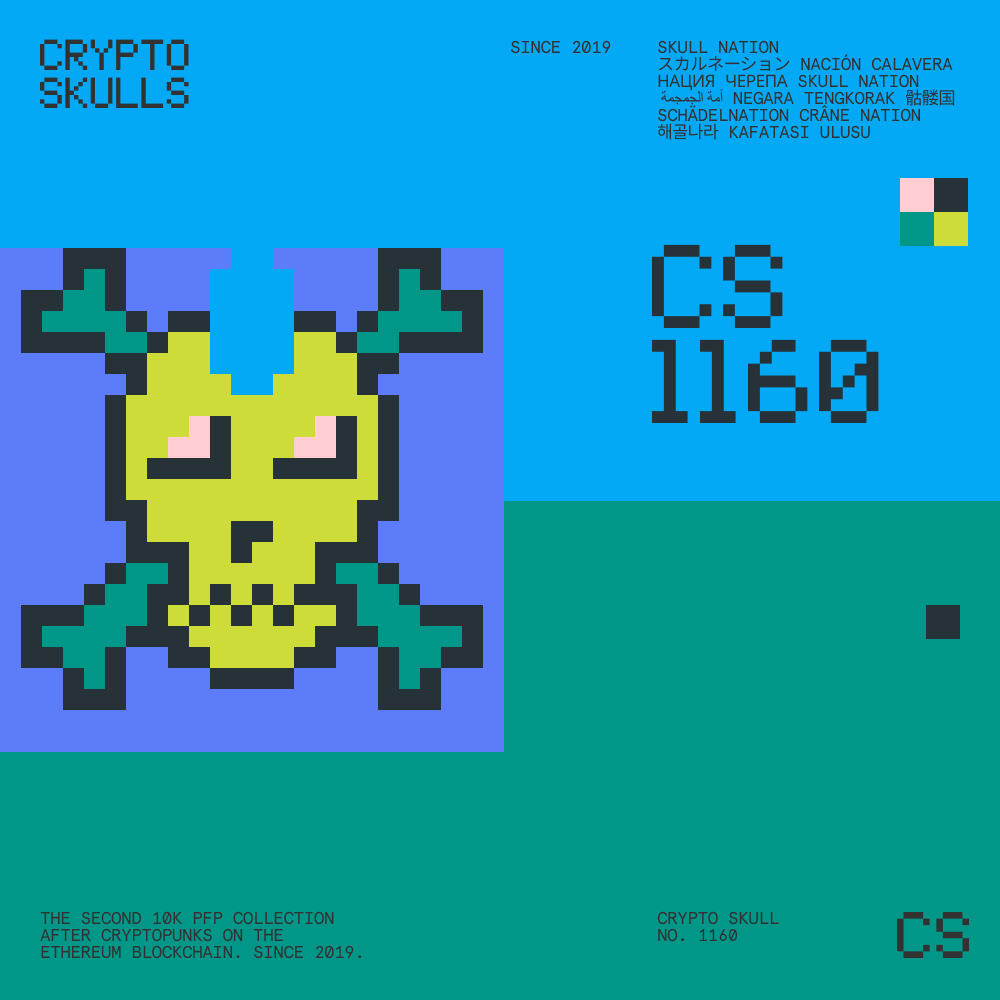 CRYPTO
SKULLS
SINCE 2019
SKULL NATION
スカルネーション NACIÓN CALAVERA
НАЦИЯ ЧЕРЕПА SKULL NATION
أمة الجمجمة NEGARA TENGKORAK 骷髅国
SCHÄDELNATION CRÂNE NATION
해골나라 KAFATASI ULUSU
CS
1160
THE SECOND 10K PFP COLLECTION
AFTER CRYPTOPUNKS ON THE
ETHEREUM BLOCKCHAIN. SINCE 2019.
CRYPTO SKULL
NO. 1160
CS